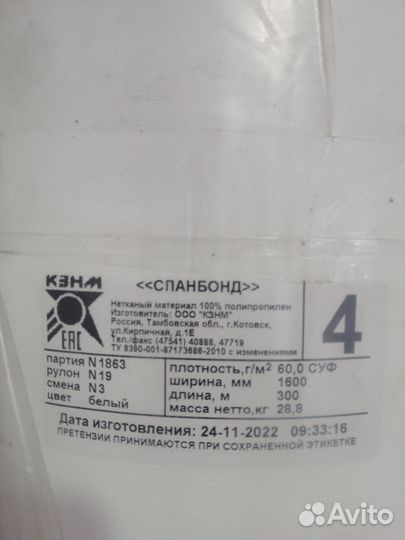 КЗНМ
ЕАС
<<СПАНБОНД>>
Нетканый материал 100% полипропилен
Изготовитель: ООО "КЗНМ"
Россия, Тамбовская обл., г.Котовск,
ул.Кирпичная, д.1Е
Тел./факс (47541) 40888, 47719
ТУ 8390-001-87173686-2010 с изменениями
4
партия N1863
рулон N19
смена N3
цвет белый
плотность,г/м² 60,0 СУФ
ширина, мм 1600
длина, м 300
масса нетто,кг 28,8
Дата изготовления: 24-11-2022 09:33:16
ПРЕТЕНЗИИ ПРИНИМАЮТСЯ ПРИ СОХРАНЕННОЙ ЭТИКЕТКЕ
Avito